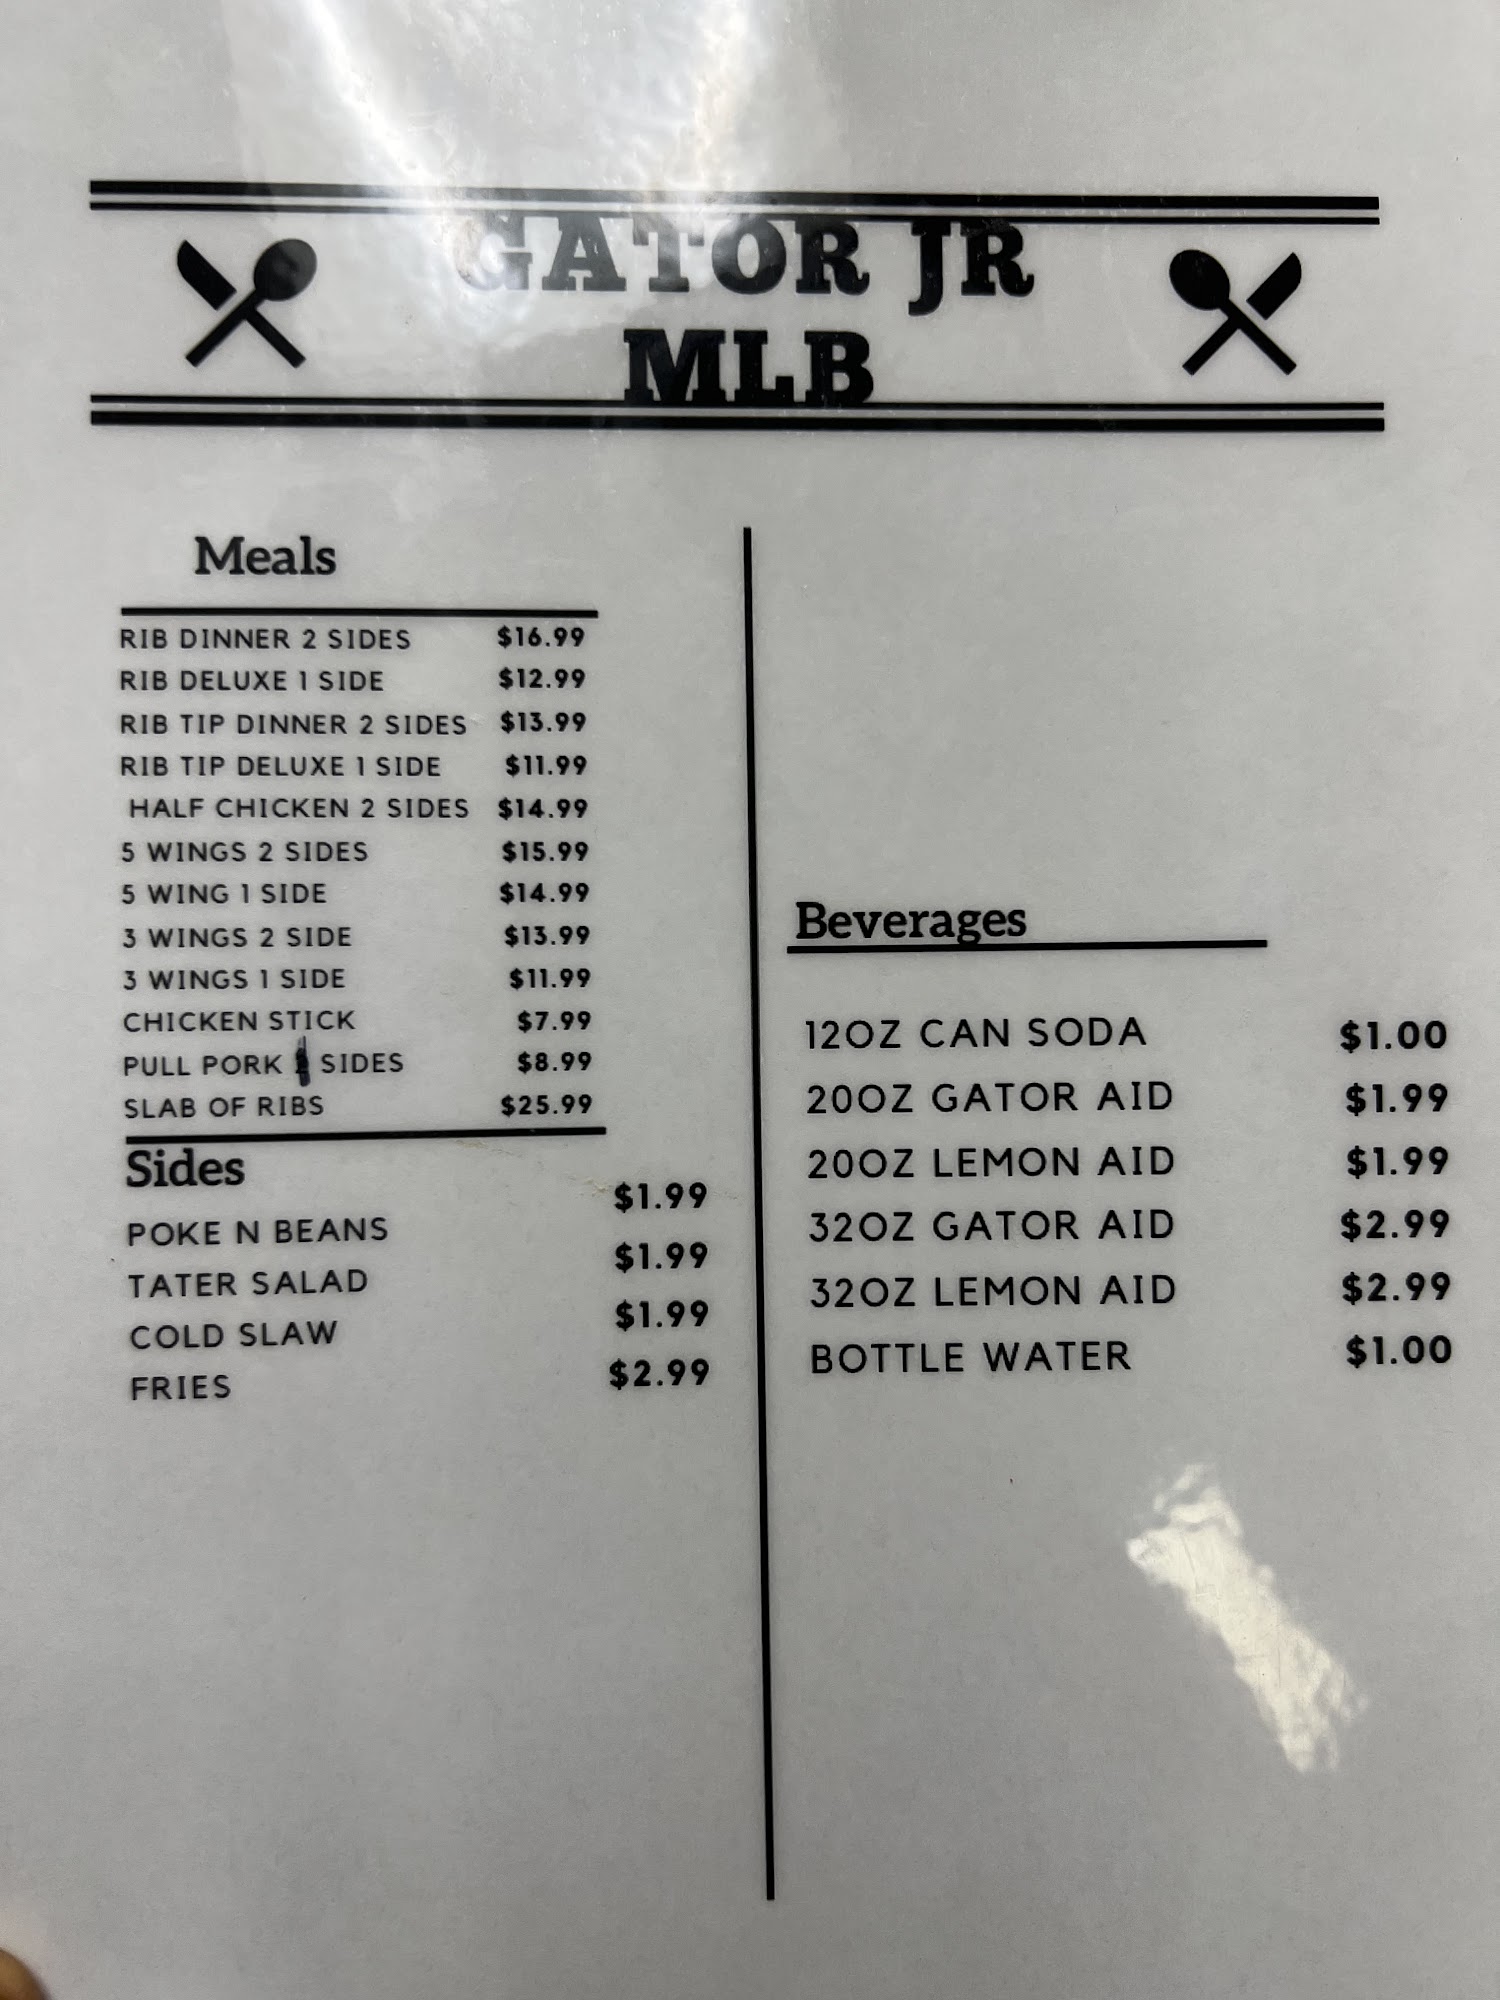 GATOR JR
MLB
Meals
RIB DINNER 2 SIDES $16.99
RIB DELUXE 1 SIDE $12.99
RIB TIP DINNER 2 SIDES $13.99
RIB TIP DELUXE 1 SIDE $11.99
HALF CHICKEN 2 SIDES $14.99
5 WINGS 2 SIDES $15.99
5 WING 1 SIDE $14.99
3 WINGS 2 SIDE $13.99
3 WINGS 1 SIDE $11.99
CHICKEN STICK $7.99
PULL PORK SIDES $8.99
SLAB OF RIBS $25.99
Sides
POKE N BEANS $1.99
TATER SALAD $1.99
COLD SLAW $1.99
FRIES $2.99
Beverages
12OZ CAN SODA $1.00
20OZ GATOR AID $1.99
20OZ LEMON AID $1.99
32OZ GATOR AID $2.99
32OZ LEMON AID $2.99
BOTTLE WATER $1.00